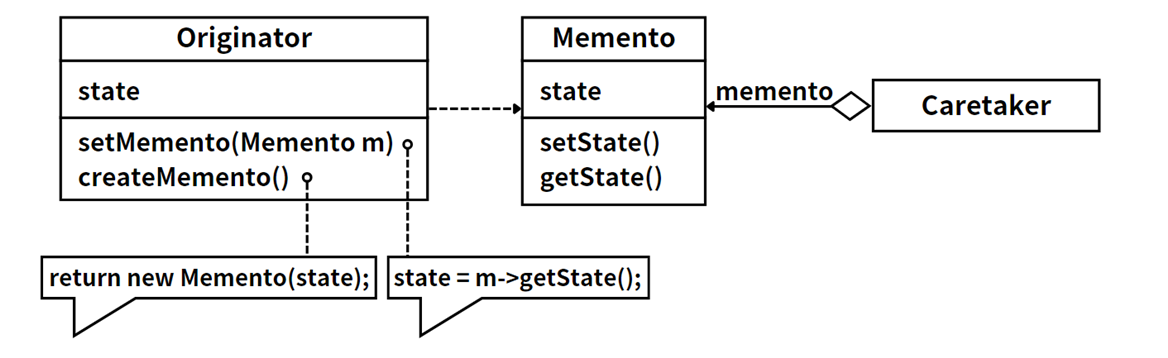 Originator
state
setMemento(Memento m)
createMemento()
return new Memento(state);
state = m->getState();
Memento
state
setState()
getState()
memento
Caretaker